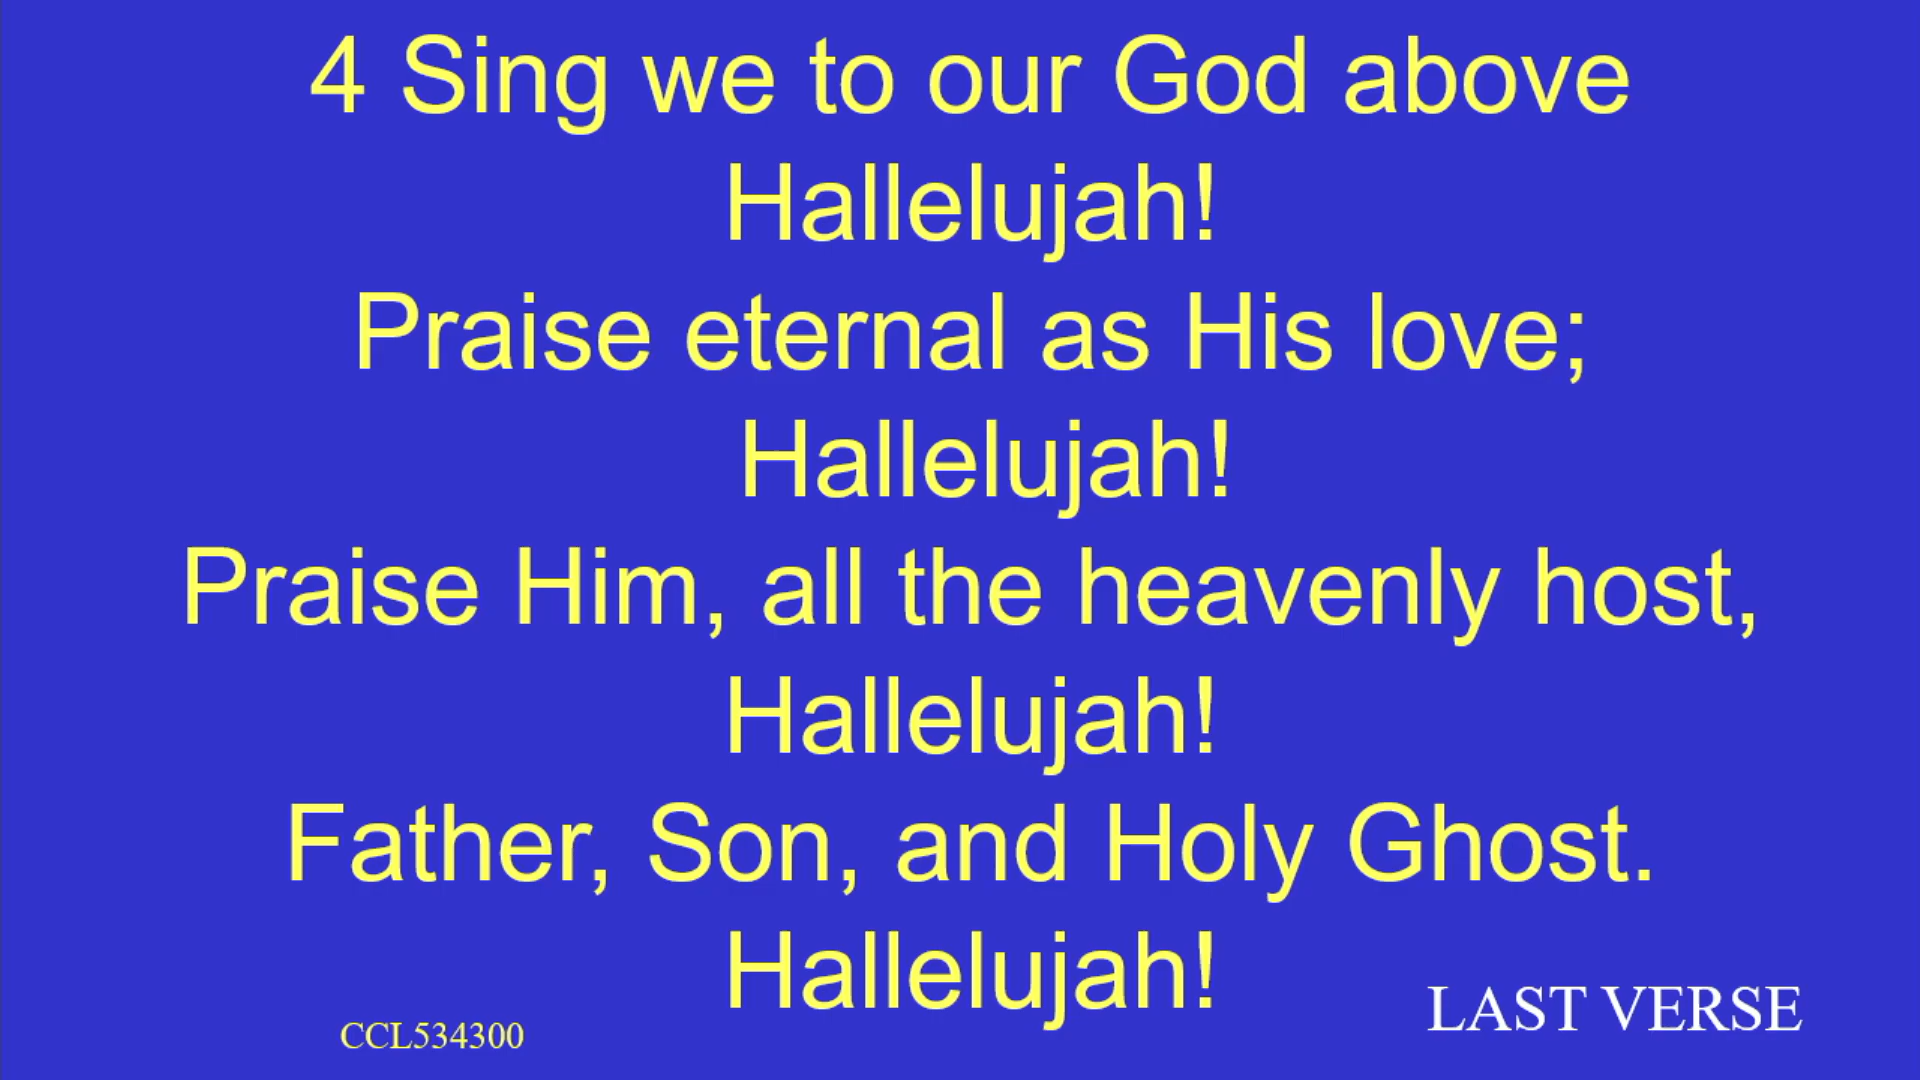 4 Sing we to our God above
Hallelujah!
Praise eternal as His love;
Hallelujah!
Praise Him, all the heavenly host,
Hallelujah!
Father, Son, and Holy Ghost.
Hallelujah!
CCL534300
LAST VERSE